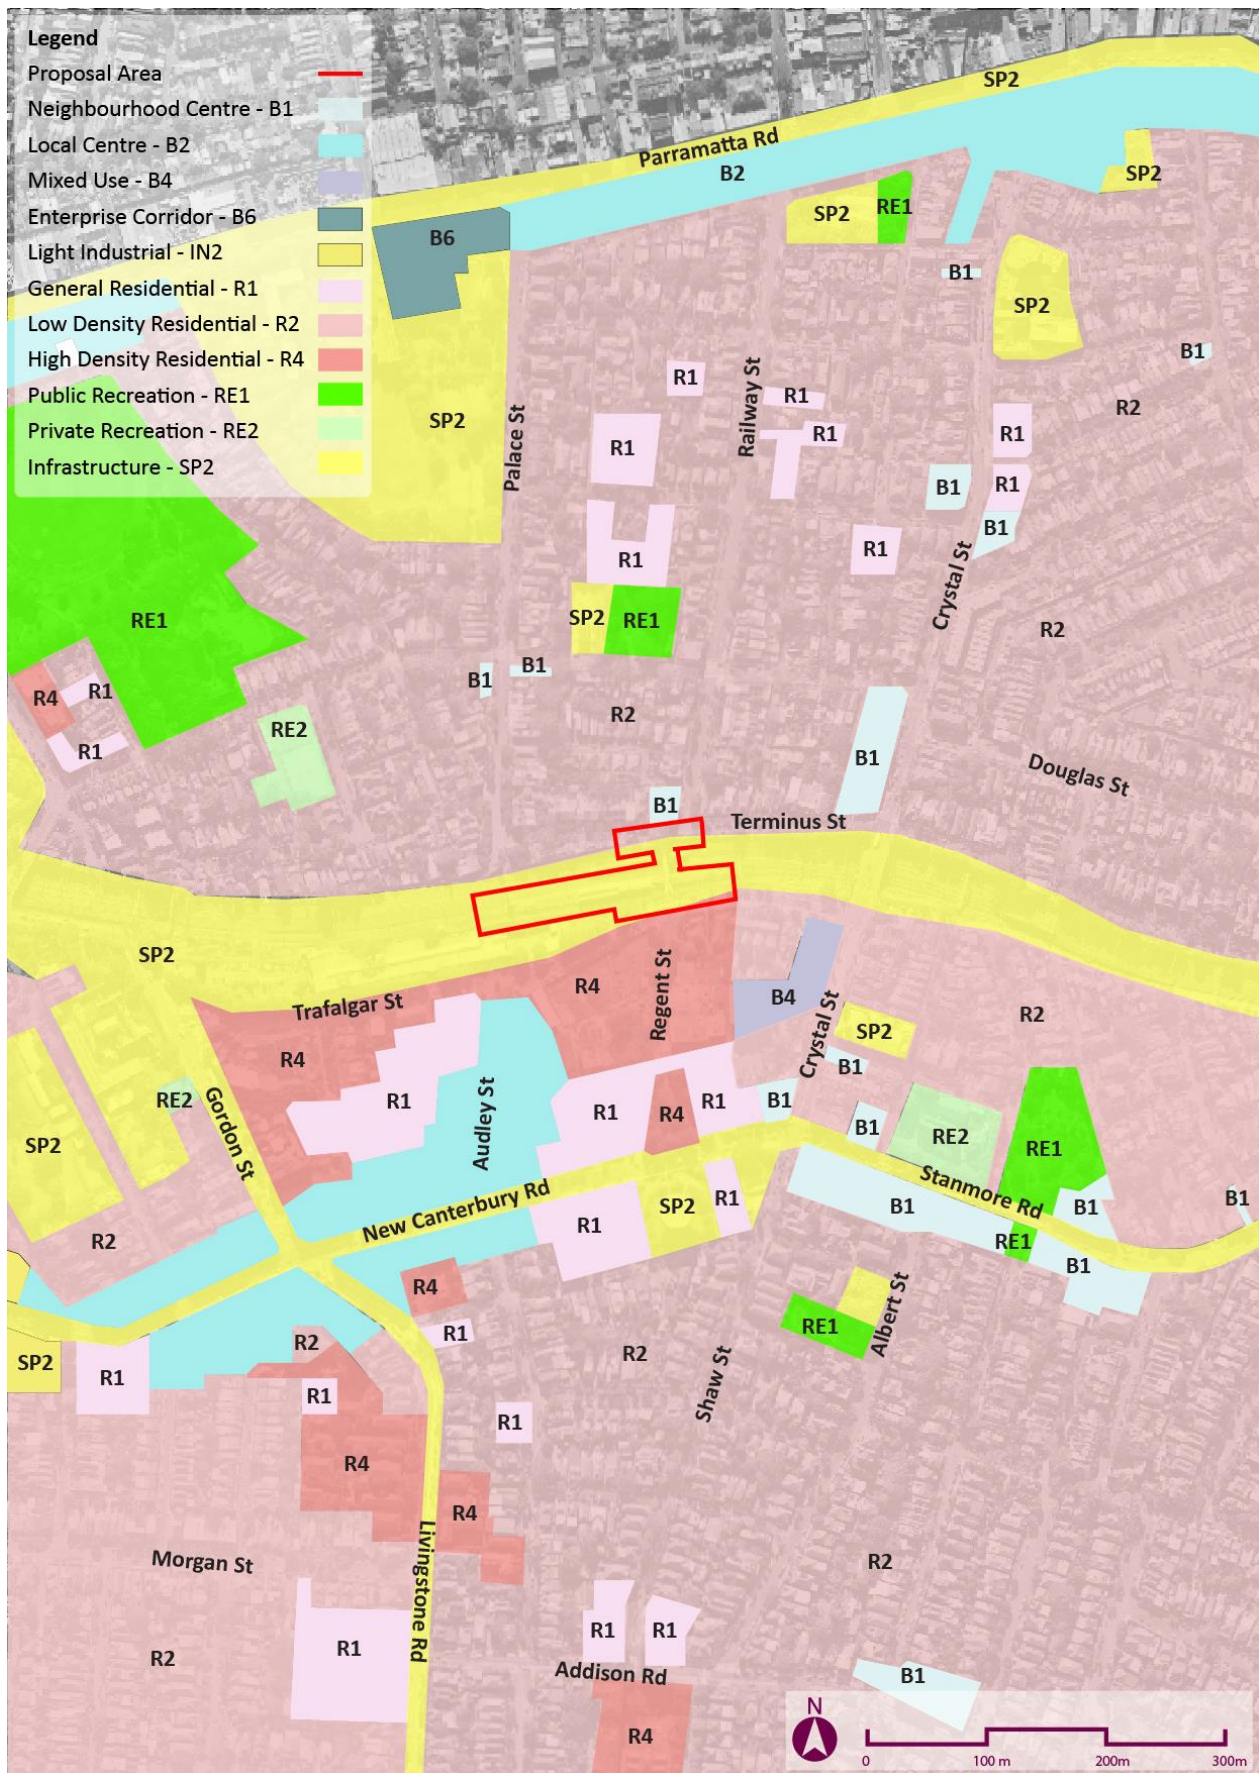 Legend
Proposal Area
Neighbourhood Centre - B1
Local Centre - B2
Mixed Use - B4
Enterprise Corridor - B6
Light Industrial - IN2
General Residential - R1
Low Density Residential - R2
High Density Residential - R4
Public Recreation - RE1
Private Recreation - RE2
Infrastructure - SP2
SP2
Parramatta Rd
B2
SP2
SP2
RE1
B6
B1
SP2
B1
R1
Railway St
R1
R2
SP2
Palace St
R1
R1
R1
B1
R1
B1
R1
R1
Crystal St
RE1
SP2
RE1
R2
B1
B1
R4
R1
R2
RE2
R1
B1
Douglas St
B1
Terminus St
SP2
R4
Regent St
B4
Trafalgar St
Crystal St
SP2
R2
R4
B1
RE2
R1
Audley St
R1
R4
R1
B1
Gordon St
B1
RE2
RE1
SP2
Stanmore Rd
New Canterbury Rd
R1
SP2
R1
B1
B1
B1
R2
RE1
B1
R4
RE1
Albert St
R1
R2
R2
SP2
R1
Shaw St
R1
R1
R4
R4
Livingstone Rd
Morgan St
R2
R1
R1
R1
R2
Addison Rd
B1
R4
N
0 100 m 200m 300m